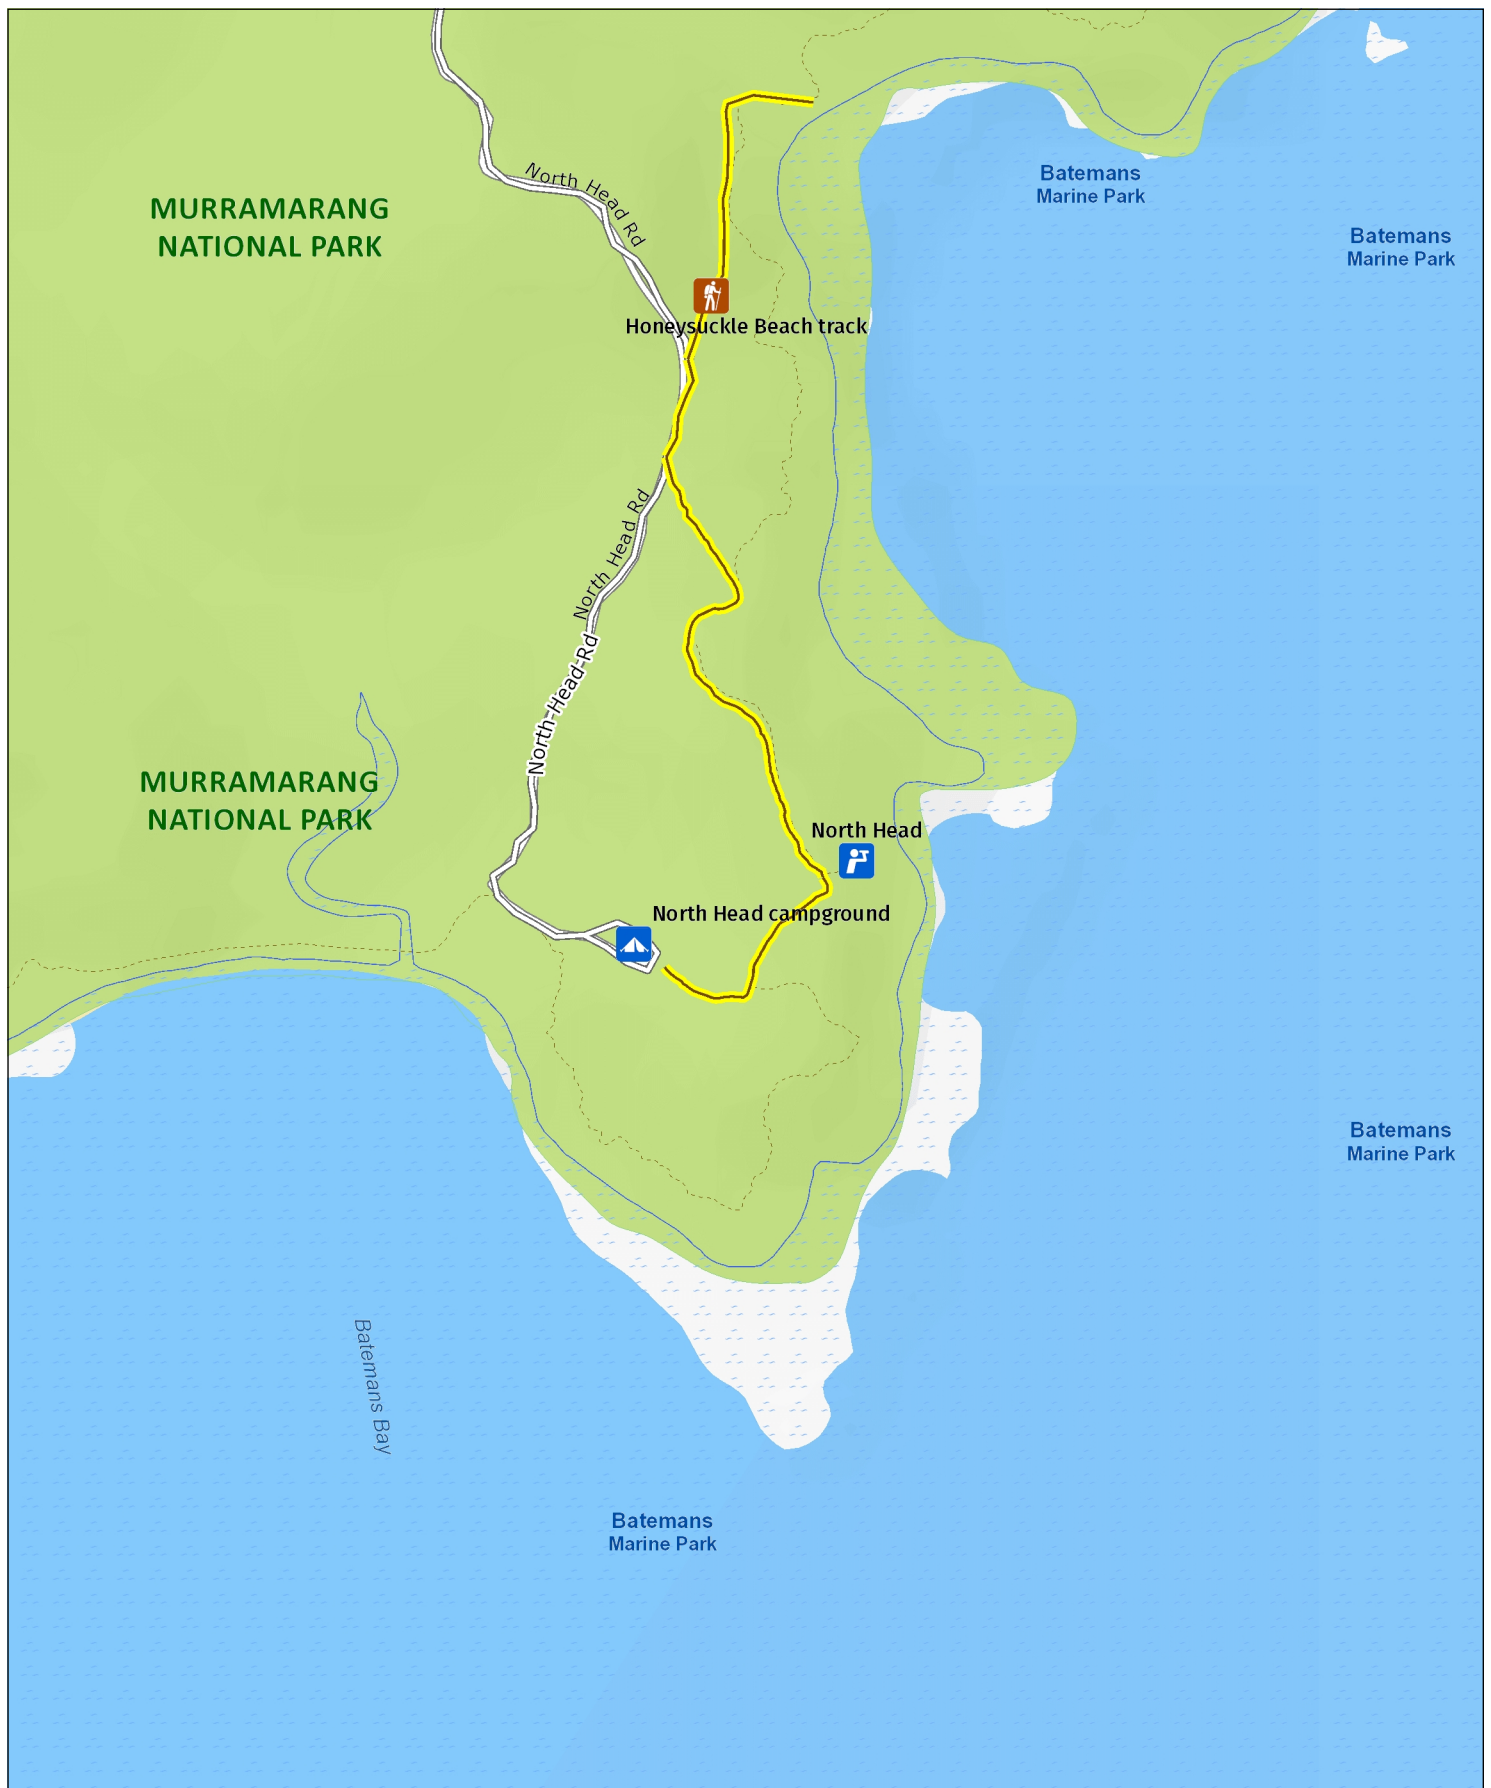 Batemans
Marine Park
North Head Rd
MURRAMARANG
NATIONAL PARK
Batemans
Marine Park
Honeysuckle Beach track
North Head Rd
North-Head-Rd
MURRAMARANG
NATIONAL PARK
North Head
North Head campground
Batemans
Marine Park
Batemans Bay
Batemans
Marine Park